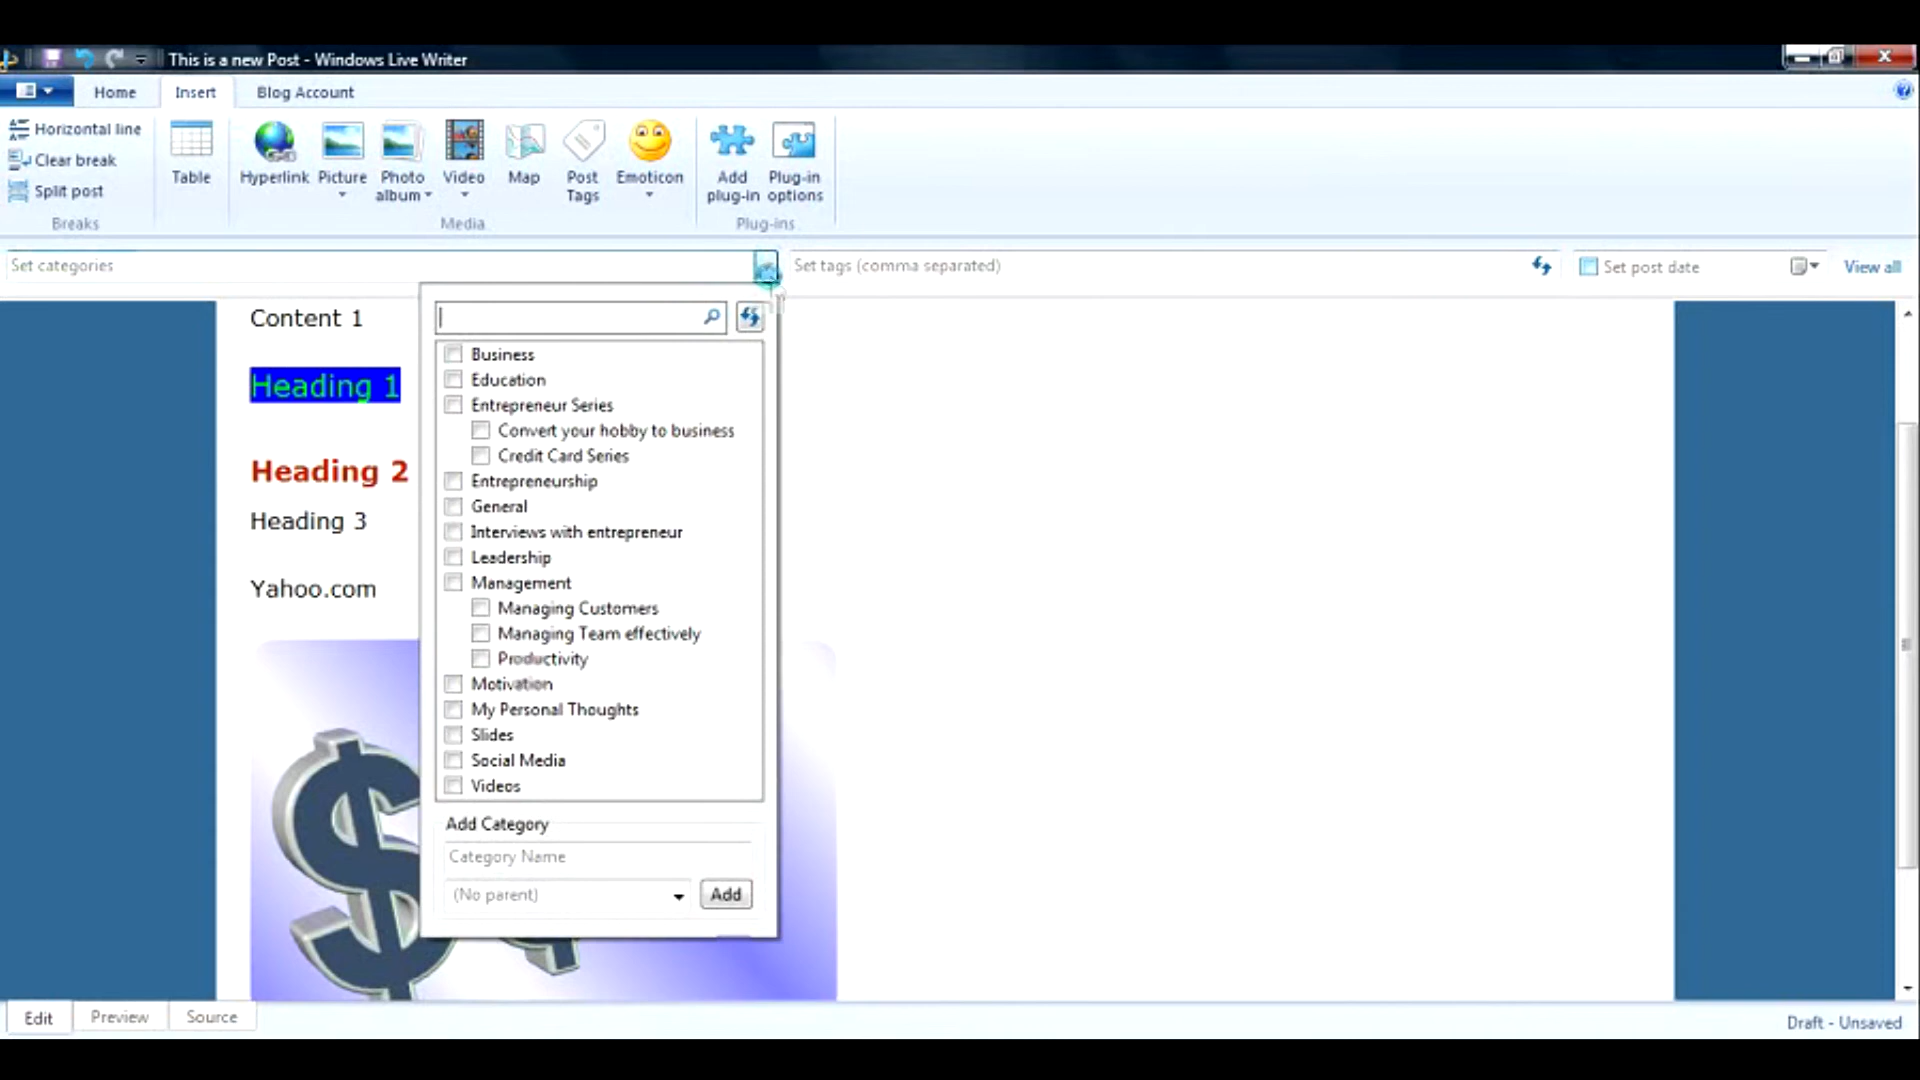 This is a new Post - Windows Live Writer
Home Insert Blog Account
Horizontal line
Clear break
Split post
Breaks
Table
Hyperlink Picture Photo album Video Map Post Tags Emoticon
Media
Add plug-in Plug-in options
Plug-ins
Set categories
Set tags (comma separated)
Set post date
View all
Content 1
Heading 1
Heading 2
Heading 3
Yahoo.com
Business
Education
Entrepreneur Series
Convert your hobby to business
Credit Card Series
Entrepreneurship
General
Interviews with entrepreneur
Leadership
Management
Managing Customers
Managing Team effectively
Productivity
Motivation
My Personal Thoughts
Slides
Social Media
Videos
Add Category
Category Name
(No parent) Add
Edit Preview Source
Draft - Unsaved